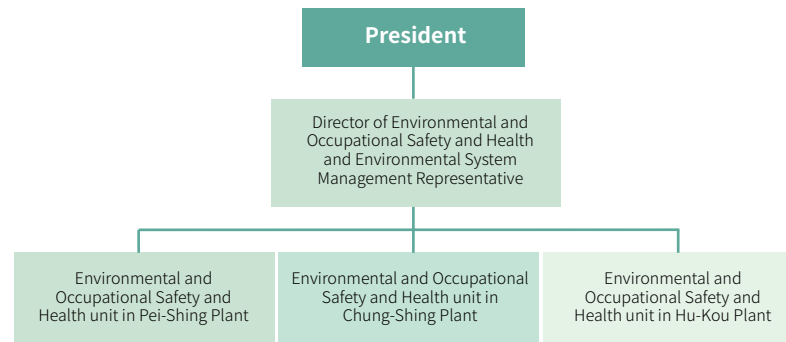 President
Director of Environmental and
Occupational Safety and Health
and Environmental System
Management Representative
Environmental and
Occupational Safety and
Health unit in Pei-Shing Plant
Environmental and Occupational
Safety and Health unit in
Chung-Shing Plant
Environmental and
Occupational Safety and
Health unit in Hu-Kou Plant